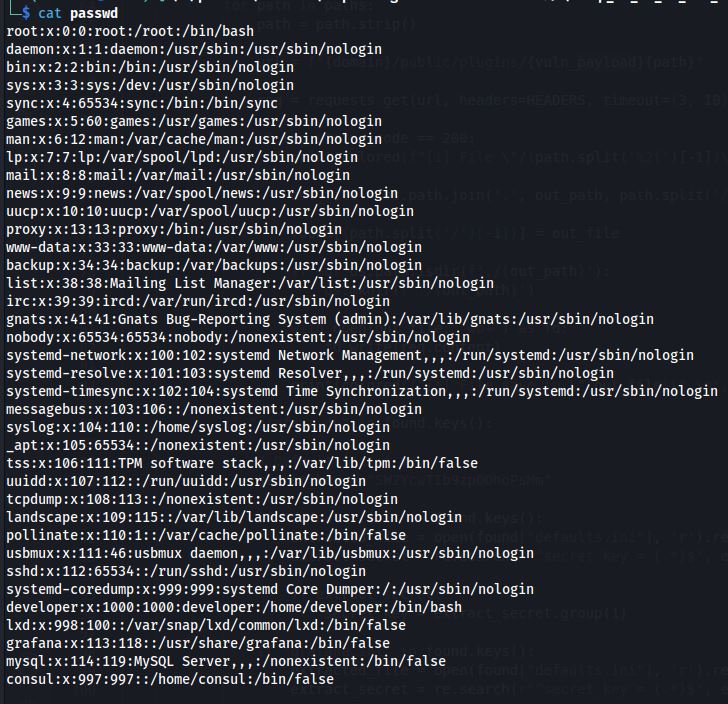 $ cat passwd
root:x:0:0:root:/root:/bin/bash
daemon:x:1:1:daemon:/usr/sbin:/usr/sbin/nologin
bin:x:2:2:bin:/bin:/usr/sbin/nologin
sys:x:3:3:sys:/dev:/usr/sbin/nologin
sync:x:4:65534:sync:/bin:/bin/sync
games:x:5:60:games:/usr/games:/usr/sbin/nologin
man:x:6:12:man:/var/cache/man:/usr/sbin/nologin
lp:x:7:7:lp:/var/spool/lpd:/usr/sbin/nologin
mail:x:8:8:mail:/var/mail:/usr/sbin/nologin
news:x:9:9:news:/var/spool/news:/usr/sbin/nologin
uucp:x:10:10:uucp:/var/spool/uucp:/usr/sbin/nologin
proxy:x:13:13:proxy:/bin:/usr/sbin/nologin
www-data:x:33:33:www-data:/var/www:/usr/sbin/nologin
backup:x:34:34:backup:/var/backups:/usr/sbin/nologin
list:x:38:38:Mailing List Manager:/var/list:/usr/sbin/nologin
irc:x:39:39:ircd:/var/run/ircd:/usr/sbin/nologin
gnats:x:41:41:Gnats Bug-Reporting System (admin):/var/lib/gnats:/usr/sbin/nologin
nobody:x:65534:65534:nobody:/nonexistent:/usr/sbin/nologin
systemd-network:x:100:102:systemd Network Management,,,:/run/systemd:/usr/sbin/nologin
systemd-resolve:x:101:103:systemd Resolver,,,:/run/systemd:/usr/sbin/nologin
systemd-timesync:x:102:104:systemd Time Synchronization,,,:/run/systemd:/usr/sbin/nologin
messagebus:x:103:106::/nonexistent:/usr/sbin/nologin
syslog:x:104:110::/home/syslog:/usr/sbin/nologin
_apt:x:105:65534::/nonexistent:/usr/sbin/nologin
tss:x:106:111:TPM software stack,,,:/var/lib/tpm:/bin/false
uuidd:x:107:112::/run/uuidd:/usr/sbin/nologin
tcpdump:x:108:113::/nonexistent:/usr/sbin/nologin
landscape:x:109:115::/var/lib/landscape:/usr/sbin/nologin
pollinate:x:110:1::/var/cache/pollinate:/bin/false
usbmux:x:111:46:usbmux daemon,,,:/var/lib/usbmux:/usr/sbin/nologin
sshd:x:112:65534::/run/sshd:/usr/sbin/nologin
systemd-coredump:x:999:999:systemd Core Dumper:/:/usr/sbin/nologin
developer:x:1000:1000:developer:/home/developer:/bin/bash
lxd:x:998:100::/var/snap/lxd/common/lxd:/bin/false
grafana:x:113:118::/usr/share/grafana:/bin/false
mysql:x:114:119:MySQL Server,,,:/nonexistent:/bin/false
consul:x:997:997::/home/consul:/bin/false